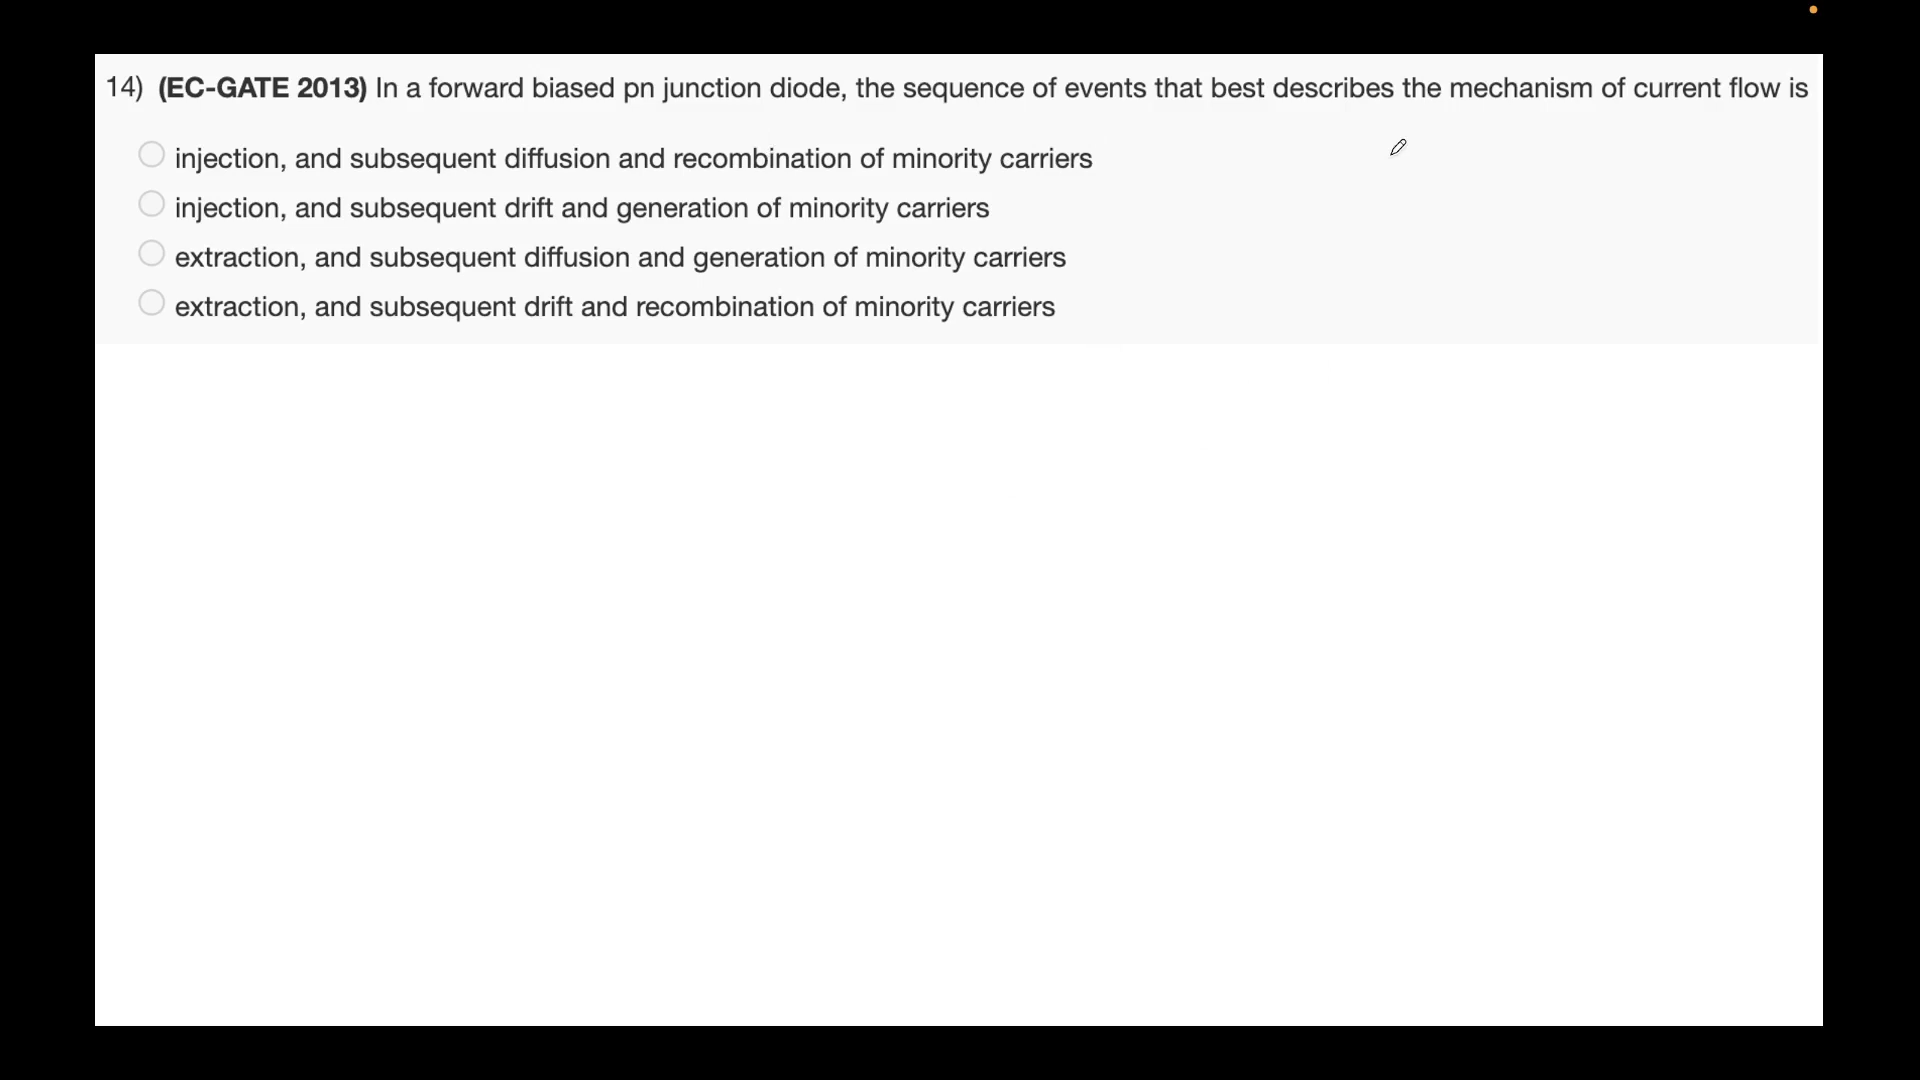 14) (EC-GATE 2013) In a forward biased pn junction diode, the sequence of events that best describes the mechanism of current flow is
injection, and subsequent diffusion and recombination of minority carriers
injection, and subsequent drift and generation of minority carriers
extraction, and subsequent diffusion and generation of minority carriers
extraction, and subsequent drift and recombination of minority carriers